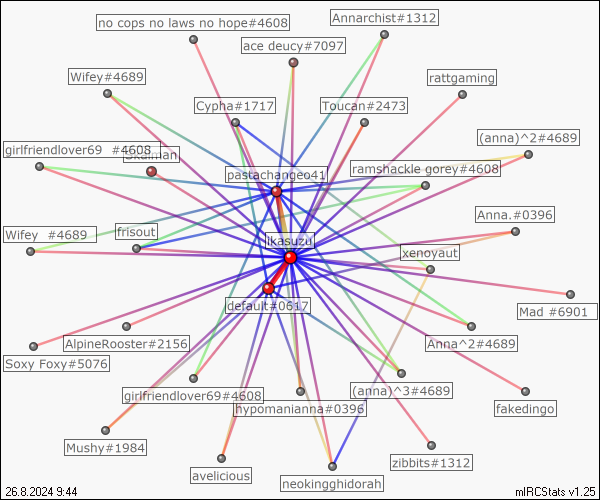 no cops no laws no hope#4608
Annarchist#1312
ace deucy#7097
Wifey#4689
rattgaming
Cypha#1717
Toucan#2473
(anna)^2#4689
girlfriendlover69 #4608
Skaiman
pastachangeo41
ramshackle gorey#4608
Anna.#0396
Wifey #4689
frisout
ikasuzu
xenoyaut
default#0617
Mad #6901
AlpineRooster#2156
Anna^2#4689
Soxy Foxy#5076
girlfriendlover69#4608
(anna)^3#4689
hypomanianna#0396
fakedingo
Mushy#1984
avelicious
zibbits#1312
neokingghidorah
26.8.2024 9:44
mIRCStats v1.25